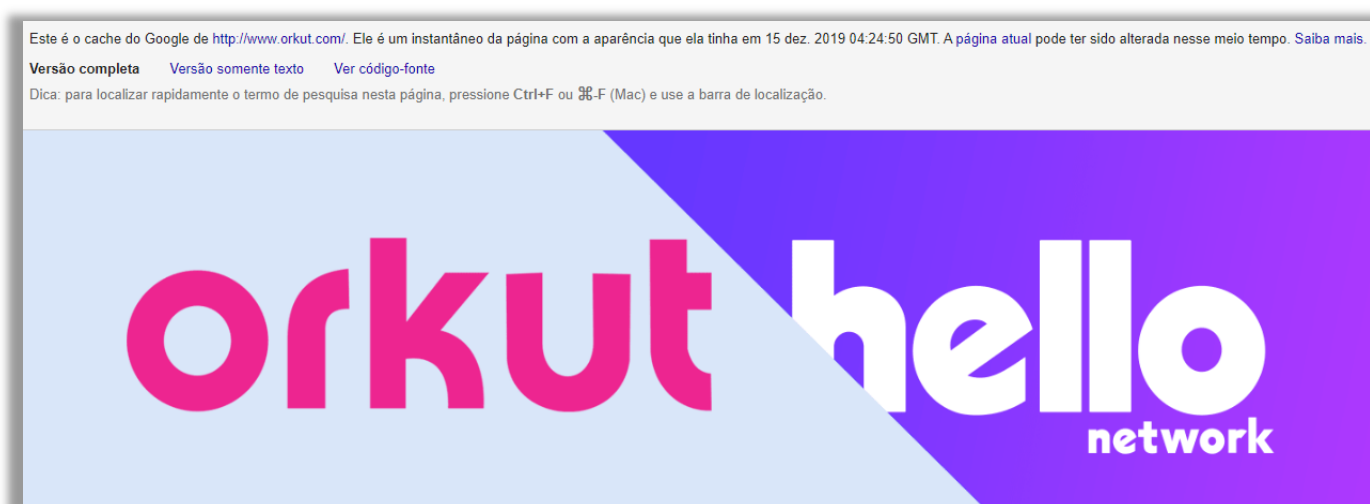 Este é o cache do Google de http://www.orkut.com/. Ele é um instantâneo da página com a aparência que ela tinha em 15 dez. 2019 04:24:50 GMT. A página atual pode ter sido alterada nesse meio tempo. Saiba mais.
Versão completa Versão somente texto Ver código-fonte
Dica: para localizar rapidamente o termo de pesquisa nesta página, pressione Ctrl+F ou ⌘-F (Mac) e use a barra de localização.
orkut hello
network